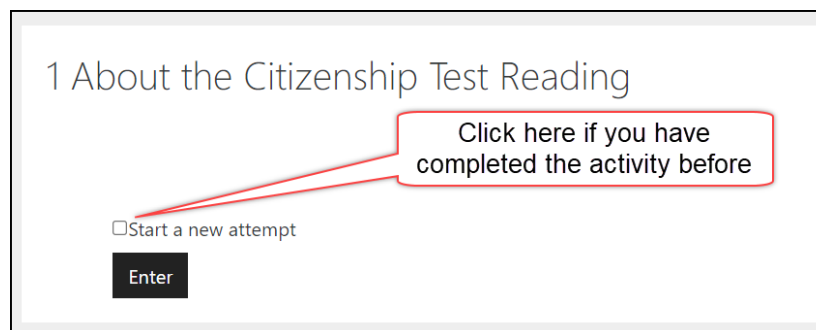 1 About the Citizenship Test Reading
Click here if you have
completed the activity before
Start a new attempt
Enter